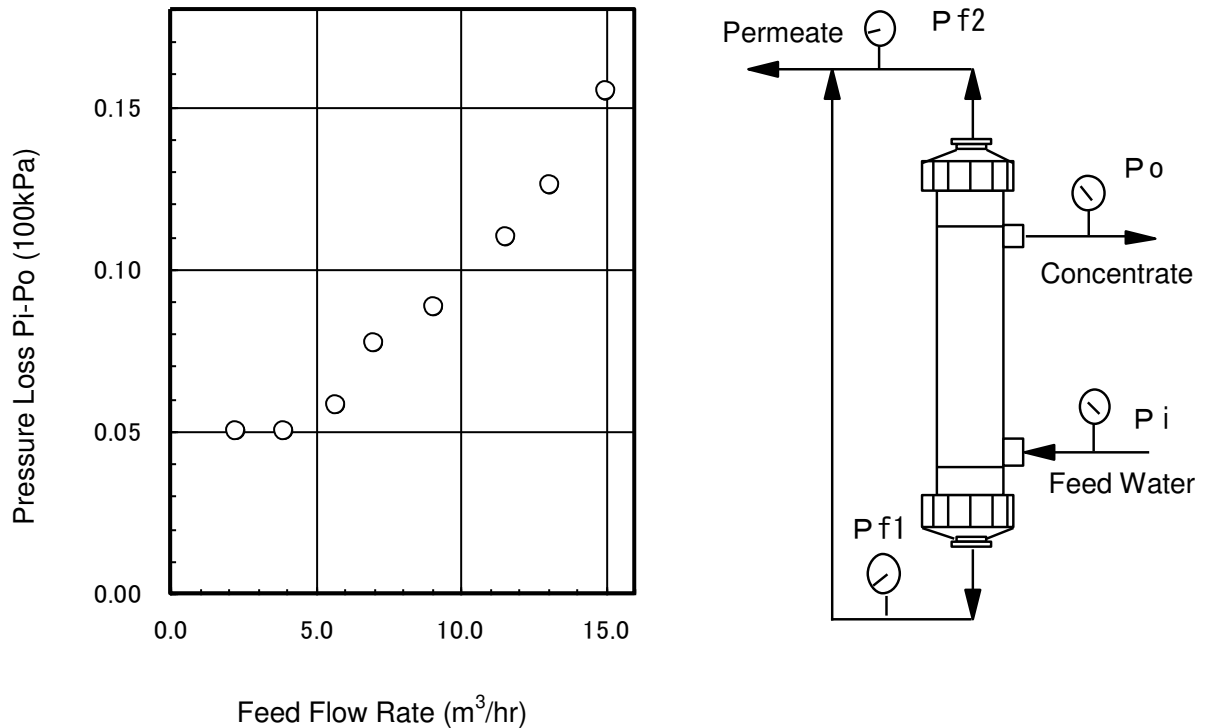 Pressure Loss Pi-Po (100kPa)
0.15
0.10
0.05
0.00
0.0 5.0 10.0 15.0
Feed Flow Rate (m³/hr)
Permeate
Pf2
Po
Concentrate
Pi
Feed Water
Pf1